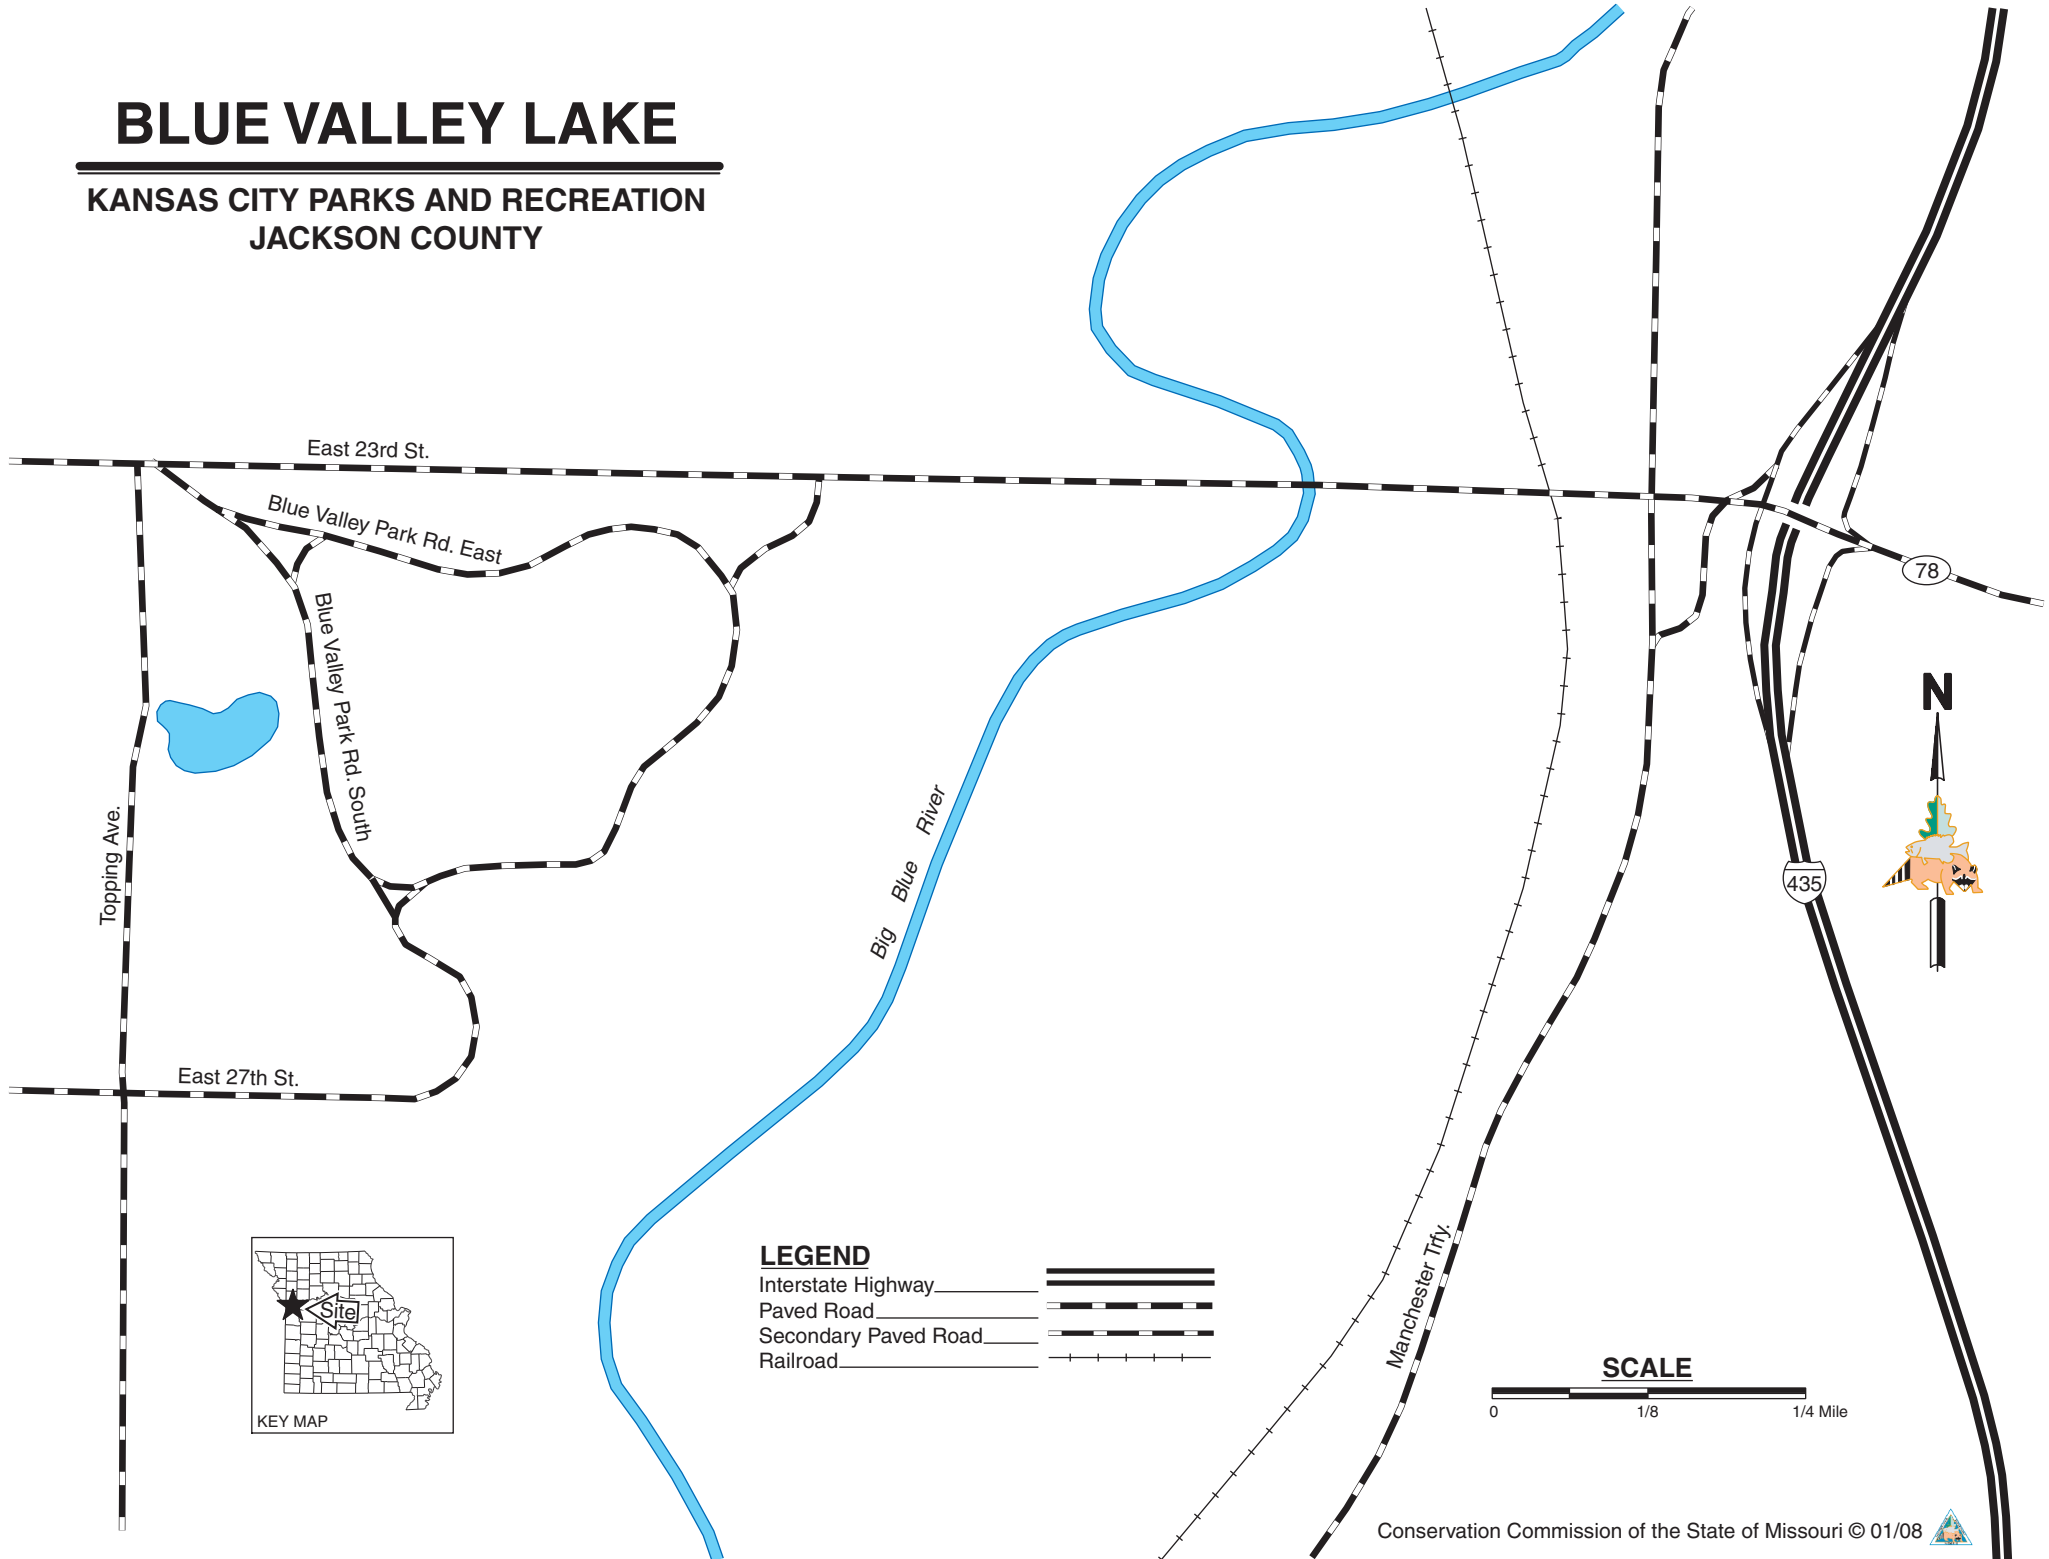 BLUE VALLEY LAKE
KANSAS CITY PARKS AND RECREATION
JACKSON COUNTY
East 23rd St.
Blue Valley Park Rd. East
78
Blue Valley Park Rd. South
N
Topping Ave.
Big Blue River
435
East 27th St.
Site
KEY MAP
LEGEND
Interstate Highway
Paved Road
Secondary Paved Road
Railroad
Manchester Trfy.
SCALE
0 1/8 1/4 Mile
Conservation Commission of the State of Missouri © 01/08